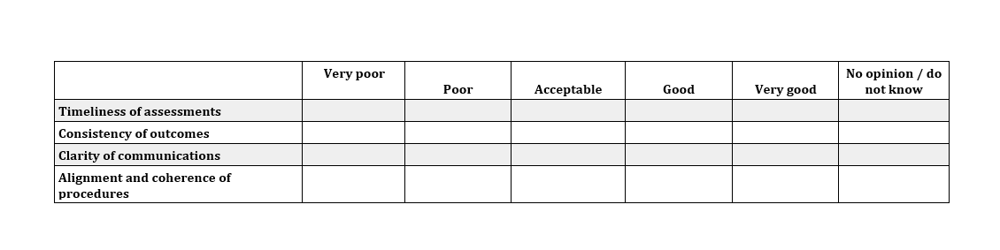 Very poor
Poor
Acceptable
Good
Very good
No opinion / do
not know
Timeliness of assessments
Consistency of outcomes
Clarity of communications
Alignment and coherence of
procedures